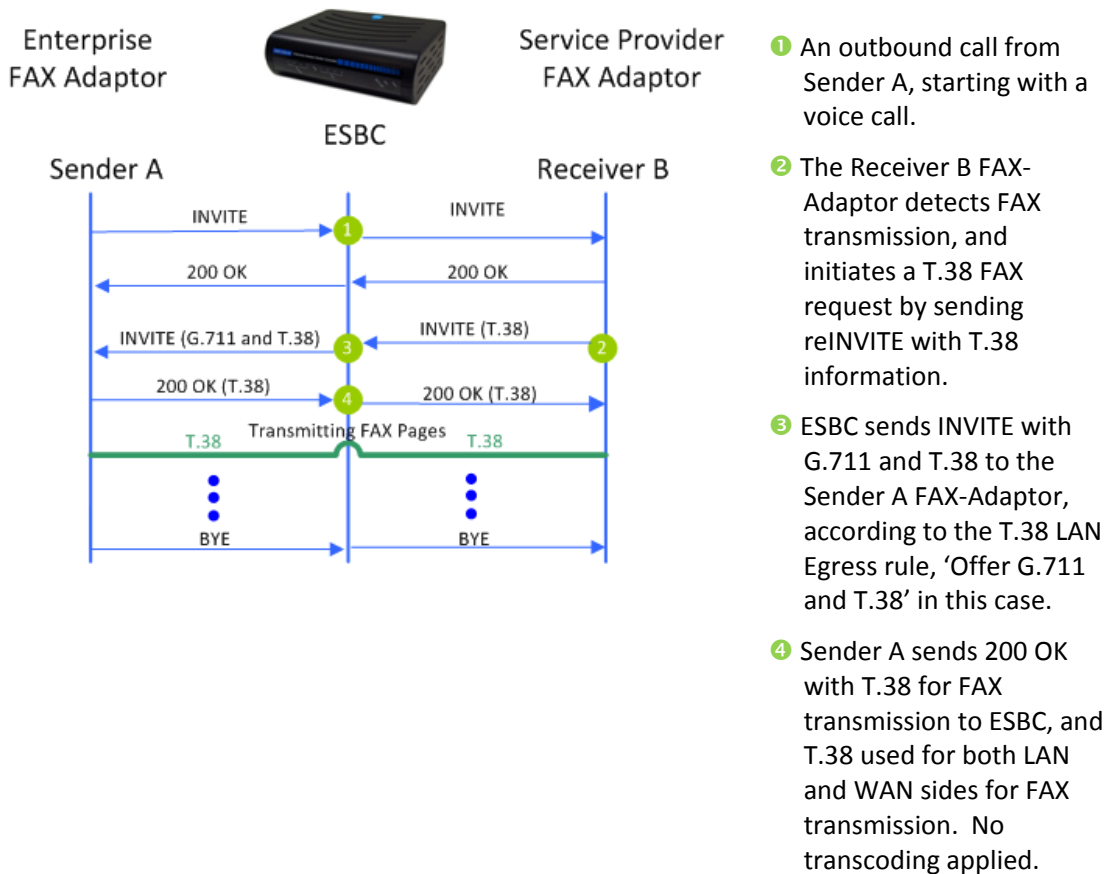 Enterprise
FAX Adaptor
Service Provider
FAX Adaptor
ESBC
Sender A
Receiver B
INVITE
INVITE
1
200 OK
200 OK
INVITE (G.711 and T.38)
INVITE (T.38)
3
2
200 OK (T.38)
200 OK (T.38)
4
Transmitting FAX Pages
T.38
T.38
BYE
BYE
1 An outbound call from
Sender A, starting with a
voice call.
2 The Receiver B FAX-
Adaptor detects FAX
transmission, and
initiates a T.38 FAX
request by sending
reINVITE with T.38
information.
3 ESBC sends INVITE with
G.711 and T.38 to the
Sender A FAX-Adaptor,
according to the T.38 LAN
Egress rule, ‘Offer G.711
and T.38’ in this case.
4 Sender A sends 200 OK
with T.38 for FAX
transmission to ESBC, and
T.38 used for both LAN
and WAN sides for FAX
transmission. No
transcoding applied.